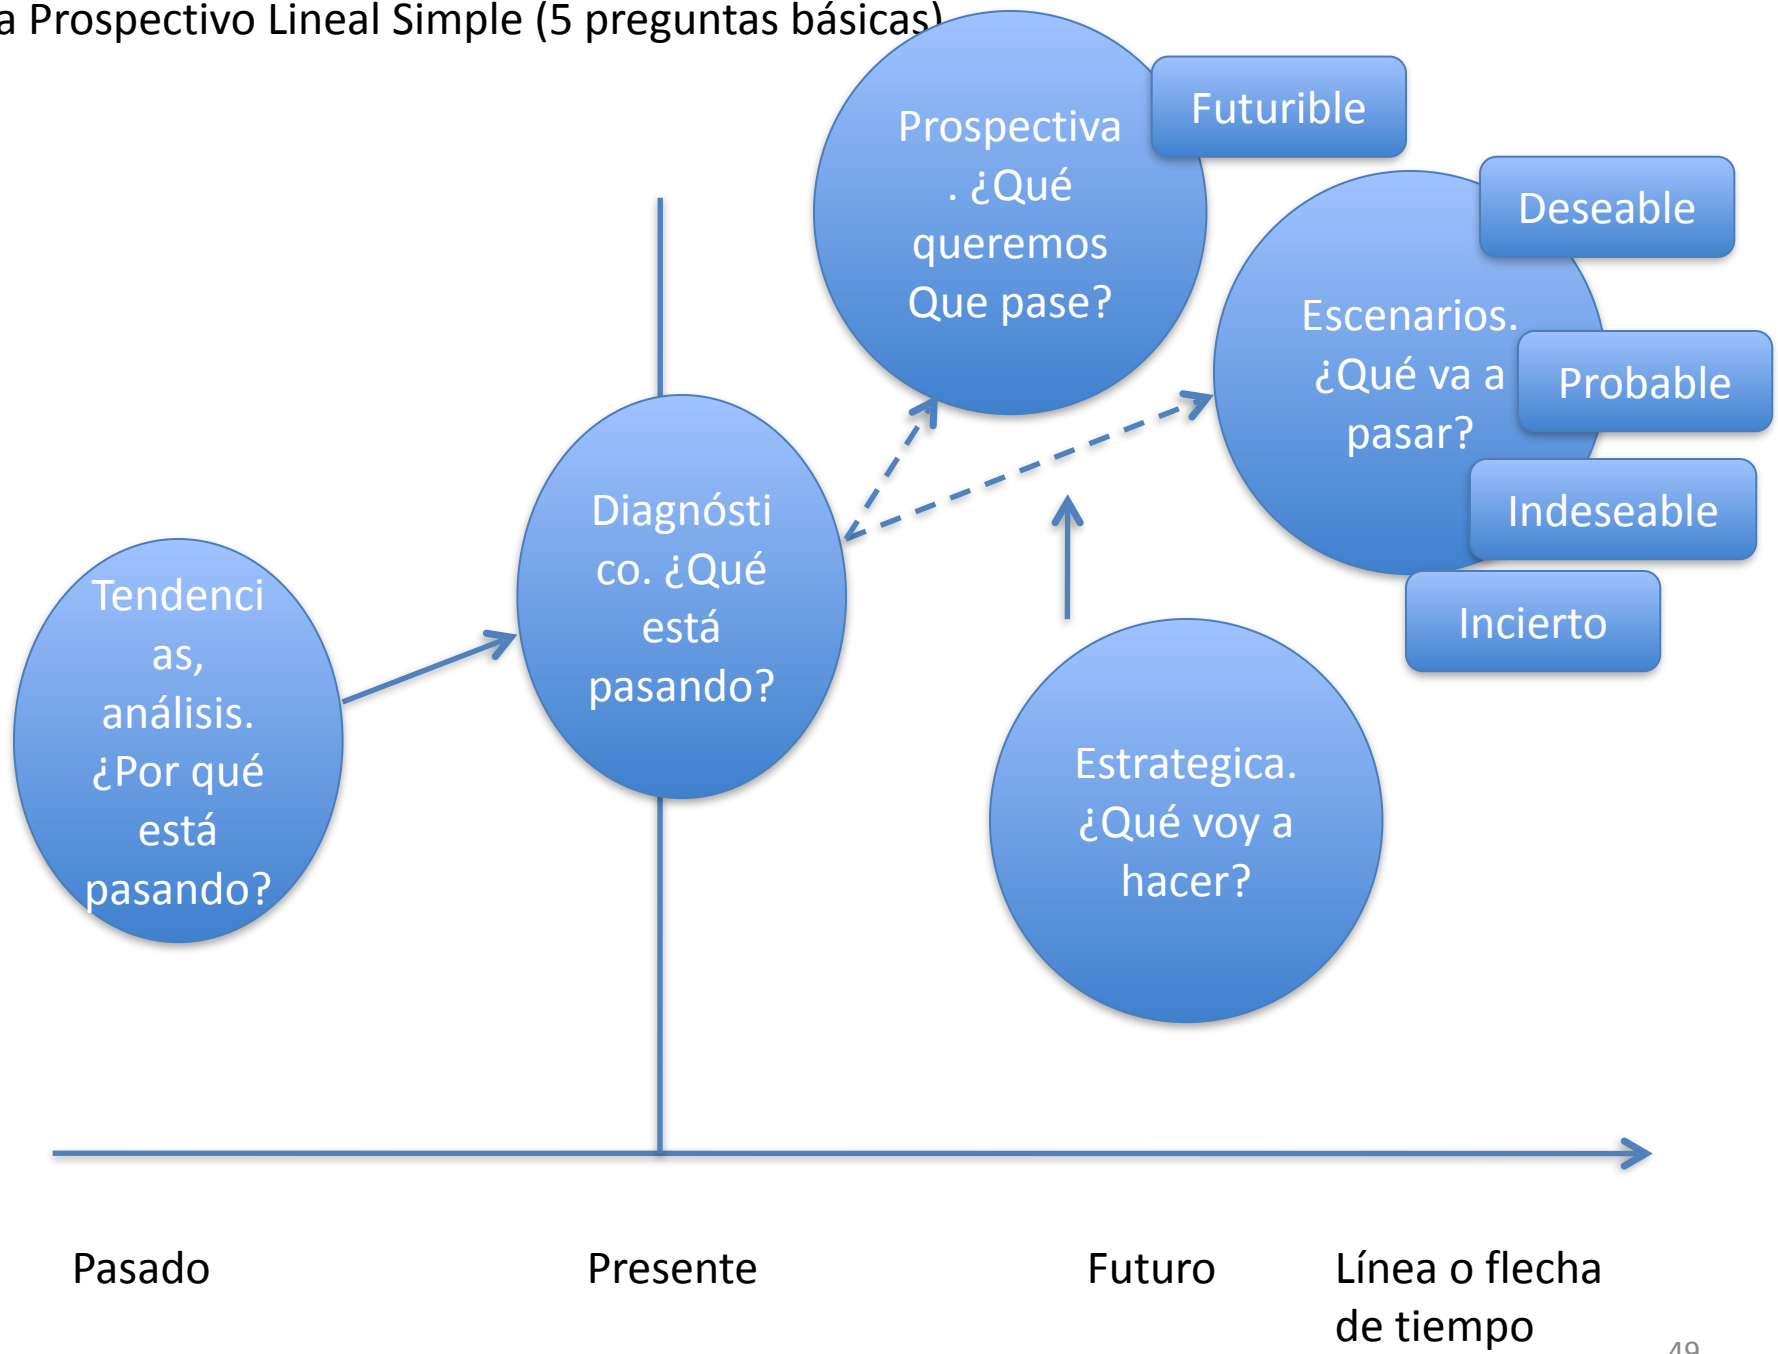 a Prospectivo Lineal Simple (5 preguntas básicas)
Prospectiva
. ¿Qué
queremos
Que pase?
Futurible
Deseable
Escenarios.
¿Qué va a
pasar?
Probable
Indeseable
Incierto
Diagnósti
co. ¿Qué
está
pasando?
Tendenci
as,
análisis.
¿Por qué
está
pasando?
Estrategica.
¿Qué voy a
hacer?
Pasado
Presente
Futuro
Línea o flecha
de tiempo
49